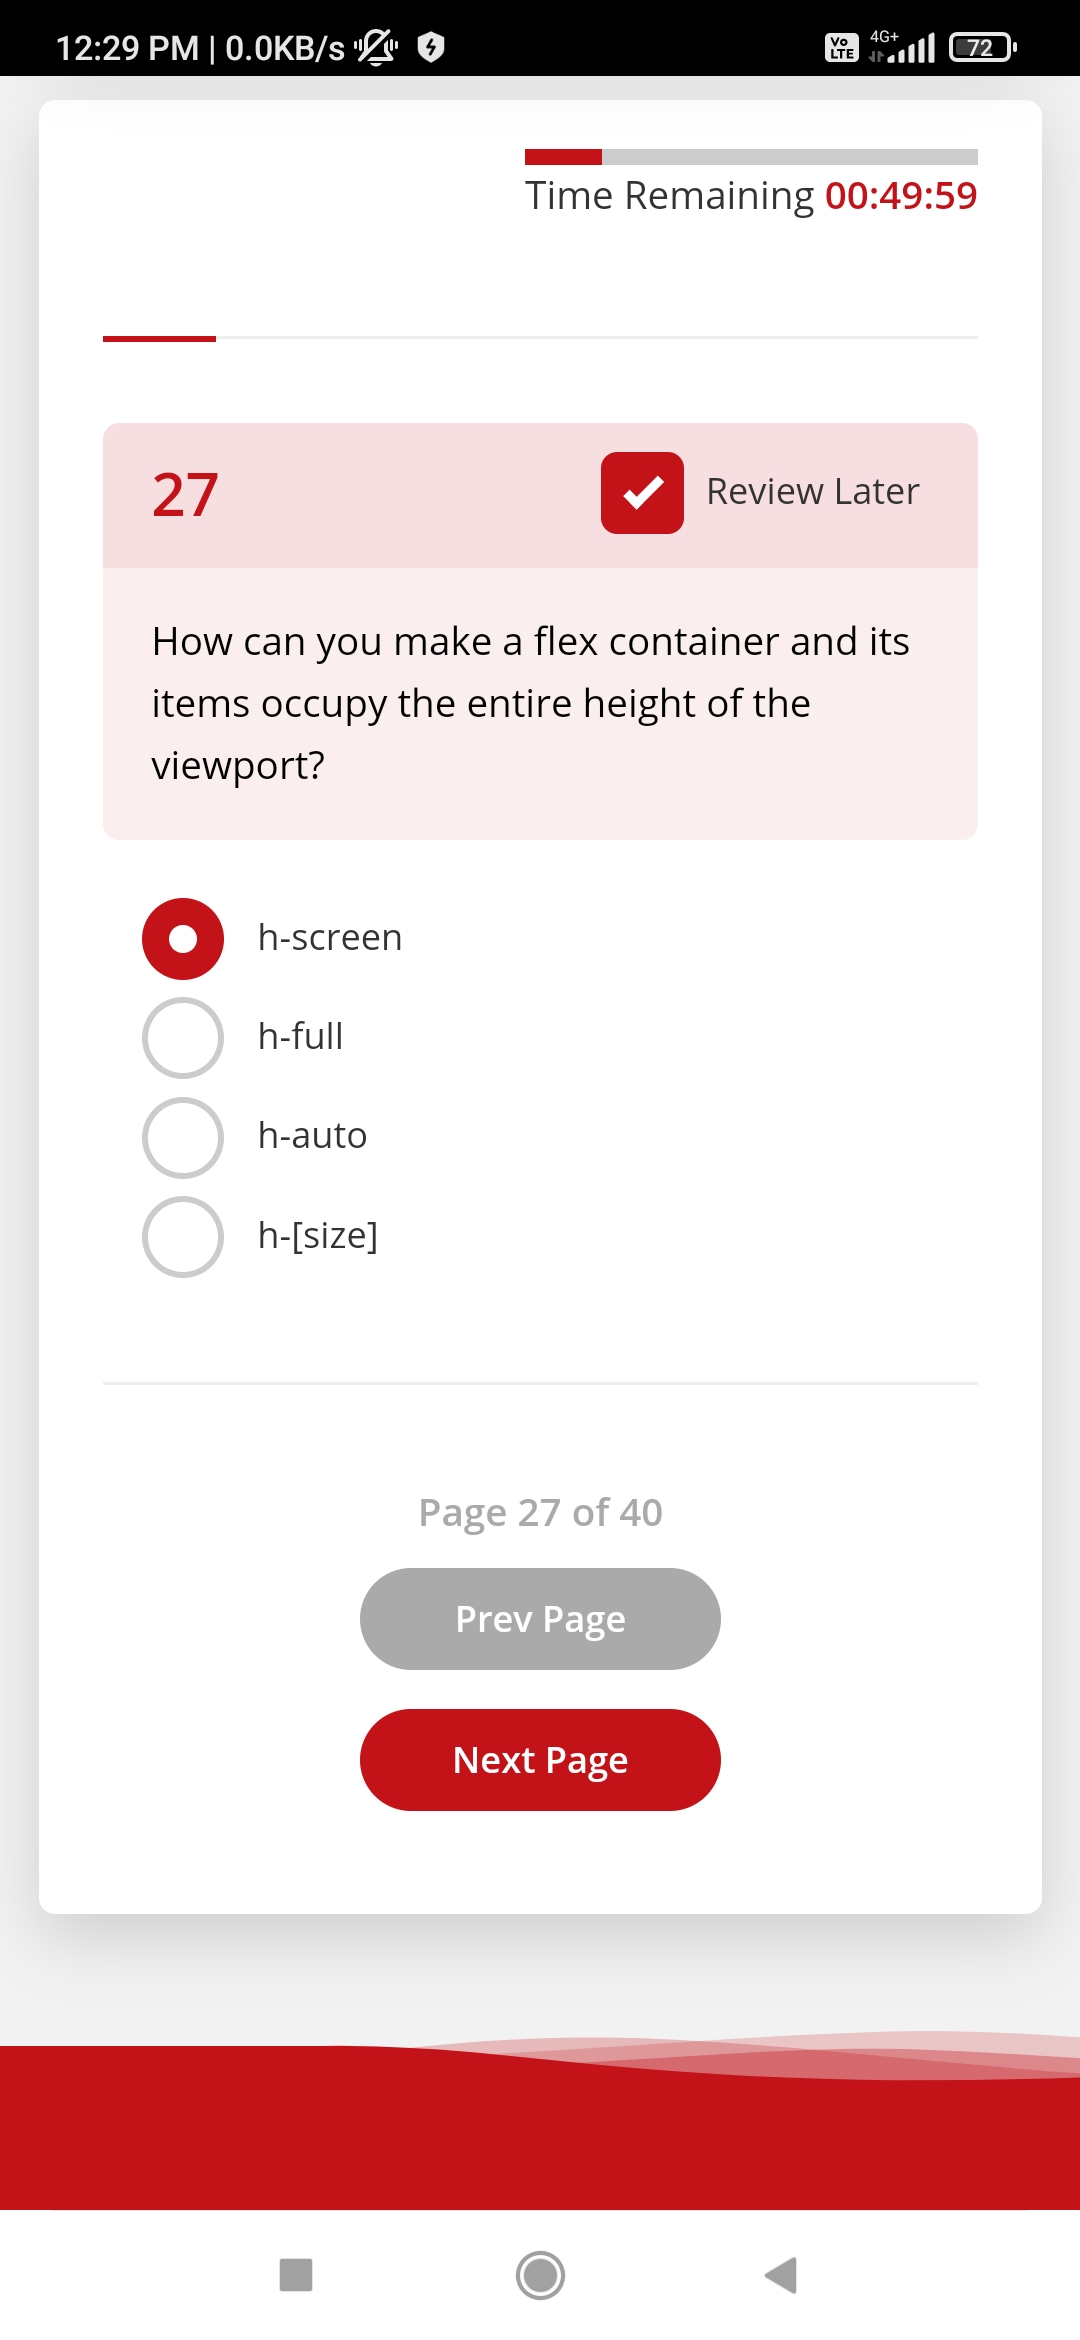 12:29 PM | 0.0KB/s
Vo LTE 4G+ 72
Time Remaining 00:49:59
27 Review Later
How can you make a flex container and its
items occupy the entire height of the
viewport?
h-screen
h-full
h-auto
h-[size]
Page 27 of 40
Prev Page
Next Page